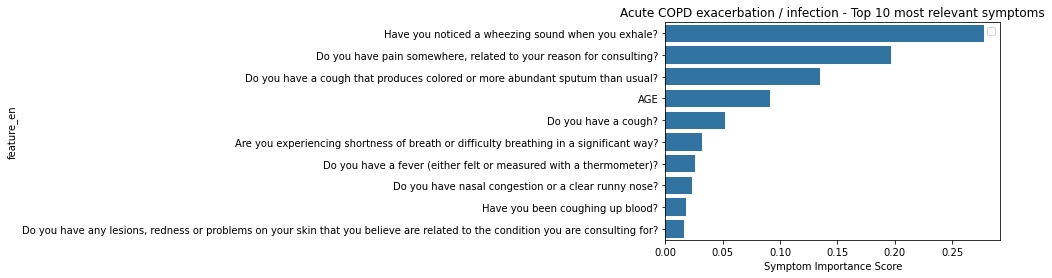 Acute COPD exacerbation / infection - Top 10 most relevant symptoms
feature_en
Have you noticed a wheezing sound when you exhale?
Do you have pain somewhere, related to your reason for consulting?
Do you have a cough that produces colored or more abundant sputum than usual?
AGE
Do you have a cough?
Are you experiencing shortness of breath or difficulty breathing in a significant way?
Do you have a fever (either felt or measured with a thermometer)?
Do you have nasal congestion or a clear runny nose?
Have you been coughing up blood?
Do you have any lesions, redness or problems on your skin that you believe are related to the condition you are consulting for?
0.00 0.05 0.10 0.15 0.20 0.25
Symptom Importance Score